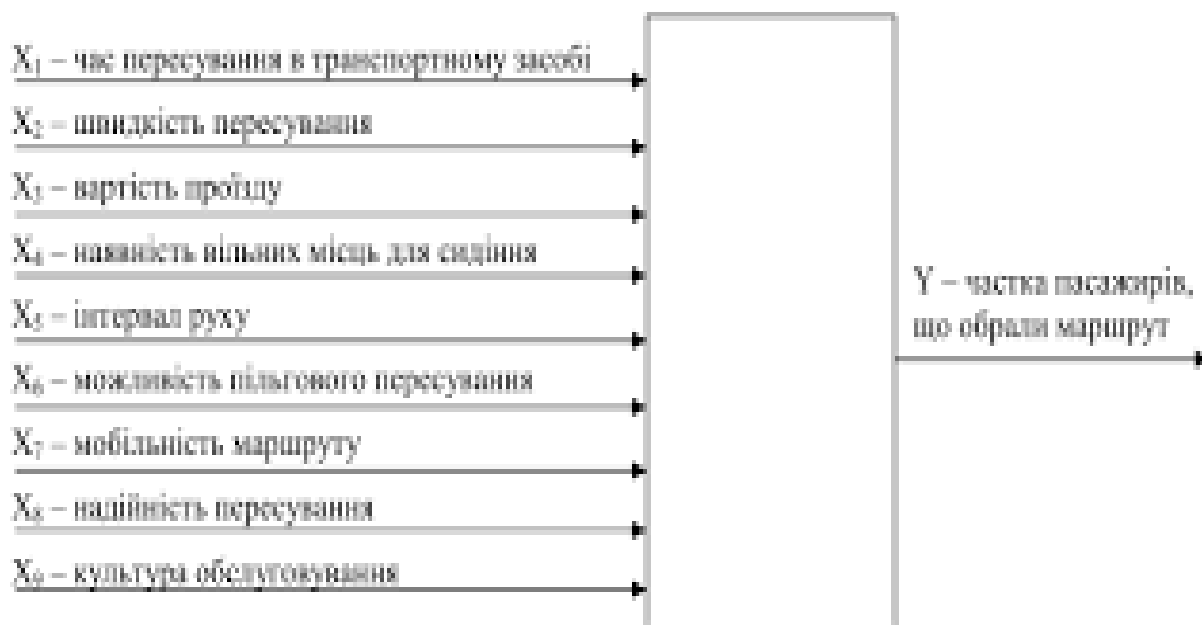 X₁ – час пересування в транспортному засобі
X₂ – швидкість пересування
X₃ – вартість проїзду
X₄ – наявність вільних місць для сидіння
X₅ – інтервал руху
X₆ – можливість пільгового пересування
X₇ – мобільність маршруту
X₈ – надійність пересування
X₉ – культура обслуговування
Y – частка пасажирів,
що обрали маршрут